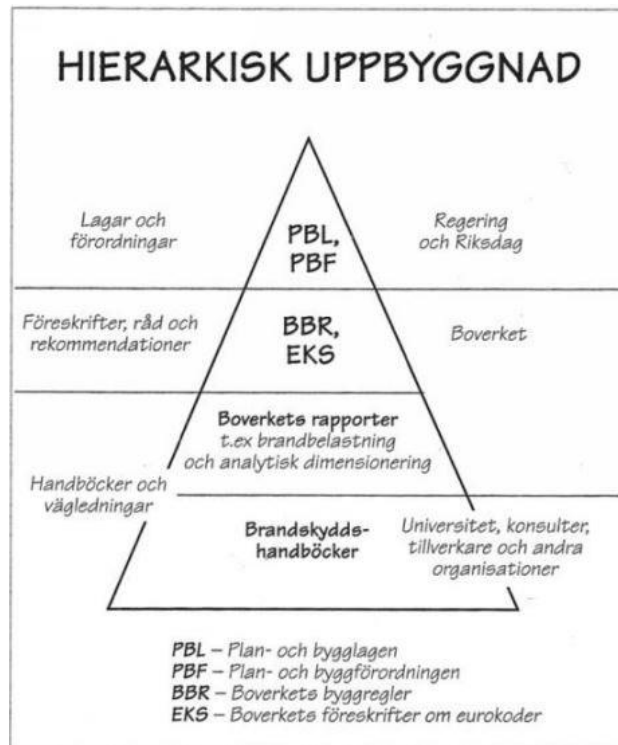 HIERARKISK UPPBYGGNAD
Lagar och
förordningar
PBL,
PBF
Regering
och Riksdag
Föreskrifter, råd och
rekommendationer
BBR,
EKS
Boverket
Boverkets rapporter
t.ex brandbelastning
och analytisk dimensionering
Handböcker och
vägledningar
Brandskydds-
handböcker
Universitet, konsulter,
tillverkare och andra
organisationer
PBL – Plan- och bygglagen
PBF – Plan- och byggförordningen
BBR – Boverkets byggregler
EKS – Boverkets föreskrifter om eurokoder